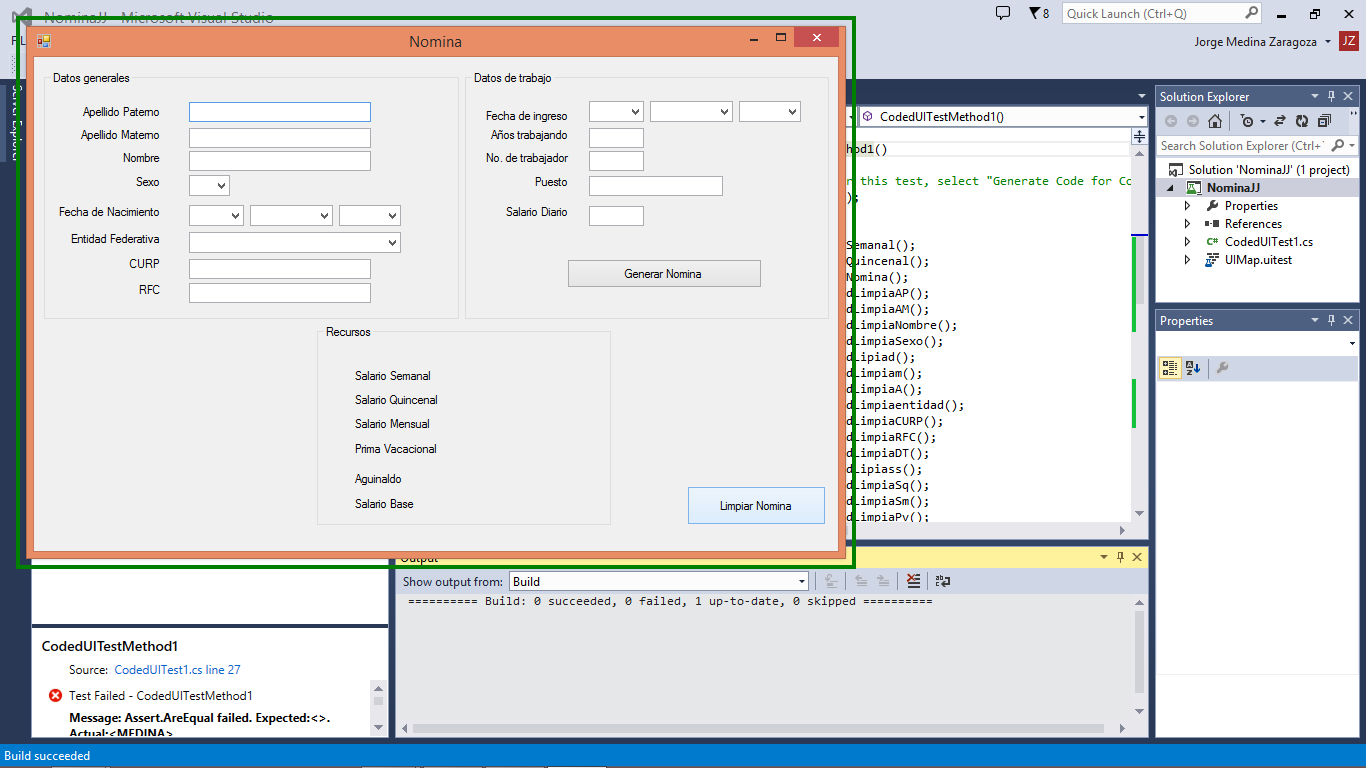 NominaJJ - Microsoft Visual Studio
8
Quick Launch (Ctrl+Q)
Jorge Medina Zaragoza
JZ
Nomina
Datos generales
Apellido Paterno
Apellido Materno
Nombre
Sexo
Fecha de Nacimiento
Entidad Federativa
CURP
RFC
Datos de trabajo
Fecha de ingreso
Años trabajando
No. de trabajador
Puesto
Salario Diario
Generar Nomina
Recursos
Salario Semanal
Salario Quincenal
Salario Mensual
Prima Vacacional
Aguinaldo
Salario Base
Limpiar Nomina
CodedUITestMethod1()
hod1()
r this test, select "Generate Code for Co
);
Semanal();
Quincenal();
Nomina();
dLimpiaAP();
dLimpiaAM();
dLimpiaNombre();
dLimpiaSexo();
dLipiad();
dLimpiam();
dLimpiaA();
dLimpiaentidad();
dLimpiaCURP();
dLimpiaRFC();
dLimpiaDT();
dLipiass();
dLimpiaSq();
dLimpiaSm();
dLimpiaPv();
Solution Explorer
Search Solution Explorer (Ctrl+
Solution 'NominaJJ' (1 project)
NominaJJ
Properties
References
C# CodedUITest1.cs
UIMap.uitest
Properties
Output
Show output from: Build
========== Build: 0 succeeded, 0 failed, 1 up-to-date, 0 skipped ==========
CodedUITestMethod1
Source: CodedUITest1.cs line 27
Test Failed - CodedUITestMethod1
Message: Assert.AreEqual failed. Expected:<>.
Actual:<MEDINA>
Build succeeded